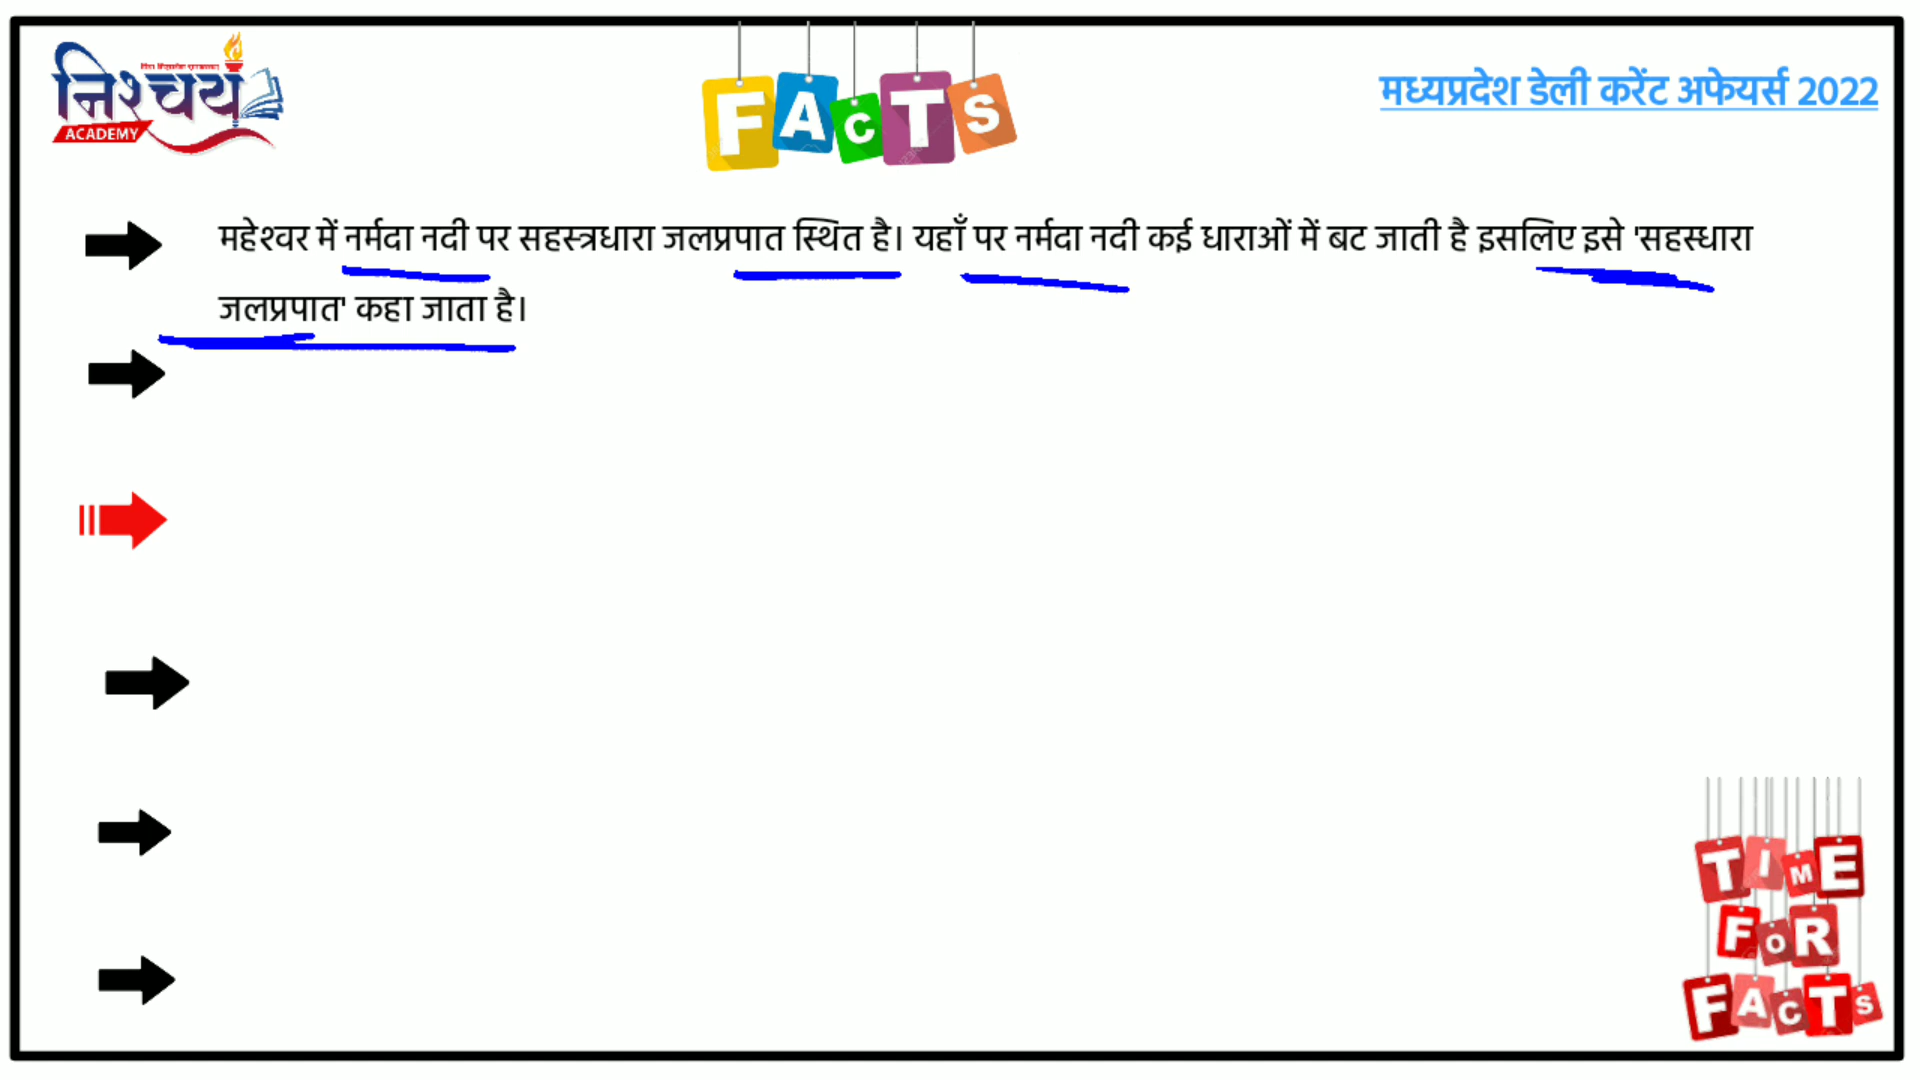 निश्चय
ACADEMY
FACTS
मध्यप्रदेश डेली करेंट अफेयर्स 2022
महेश्वर में नर्मदा नदी पर सहस्त्रधारा जलप्रपात स्थित है। यहाँ पर नर्मदा नदी कई धाराओं में बट जाती है इसलिए इसे 'सहस्धारा
जलप्रपात' कहा जाता है।
TIME
FOR
FACTS